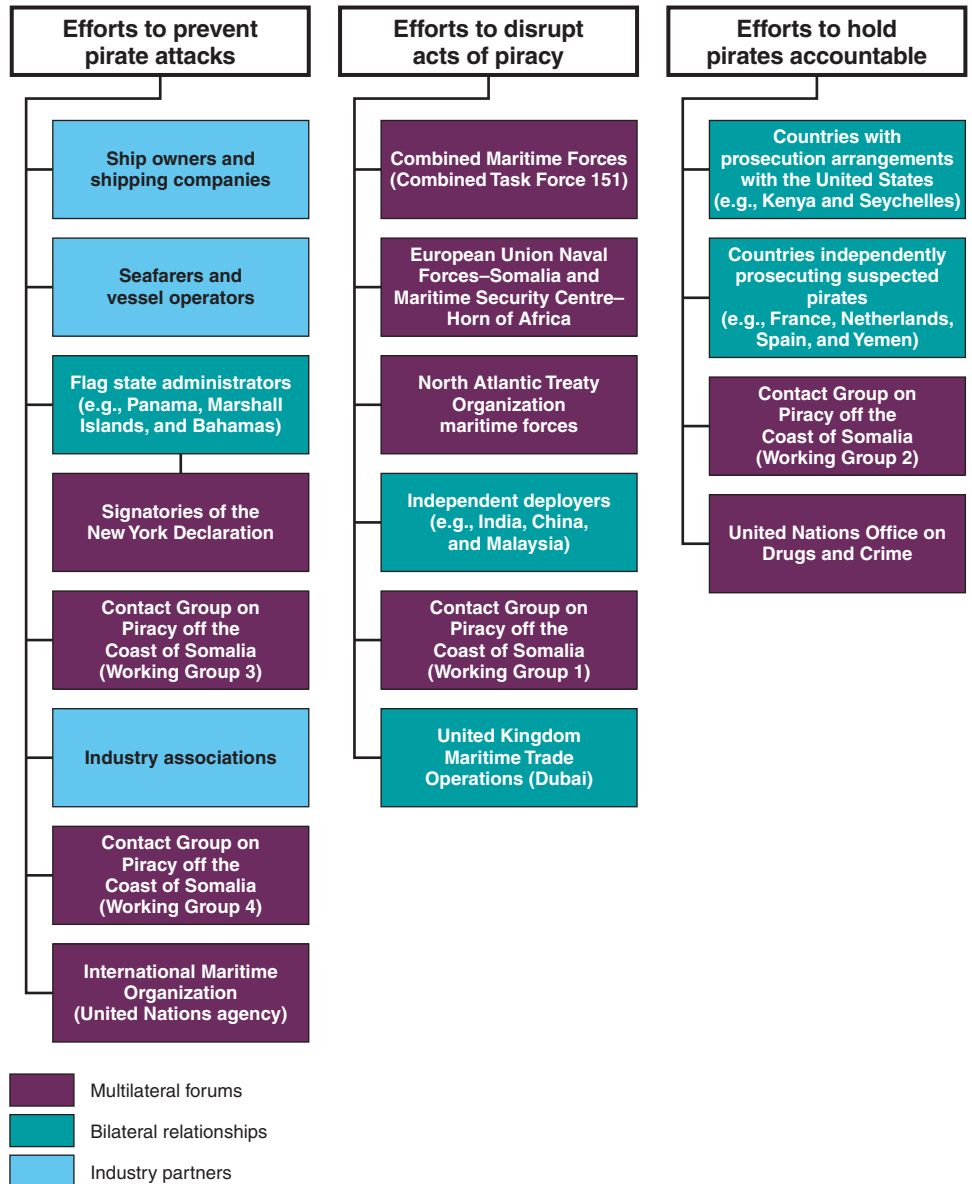 Efforts to prevent
pirate attacks
Ship owners and
shipping companies
Seafarers and
vessel operators
Flag state administrators
(e.g., Panama, Marshall
Islands, and Bahamas)
Signatories of the
New York Declaration
Contact Group on
Piracy off the
Coast of Somalia
(Working Group 3)
Industry associations
Contact Group on
Piracy off the
Coast of Somalia
(Working Group 4)
International Maritime
Organization
(United Nations agency)
Efforts to disrupt
acts of piracy
Combined Maritime Forces
(Combined Task Force 151)
European Union Naval
Forces–Somalia and
Maritime Security Centre–
Horn of Africa
North Atlantic Treaty
Organization
maritime forces
Independent deployers
(e.g., India, China,
and Malaysia)
Contact Group on
Piracy off the
Coast of Somalia
(Working Group 1)
United Kingdom
Maritime Trade
Operations (Dubai)
Efforts to hold
pirates accountable
Countries with
prosecution arrangements
with the United States
(e.g., Kenya and Seychelles)
Countries independently
prosecuting suspected
pirates
(e.g., France, Netherlands,
Spain, and Yemen)
Contact Group on
Piracy off the
Coast of Somalia
(Working Group 2)
United Nations Office on
Drugs and Crime
Multilateral forums
Bilateral relationships
Industry partners